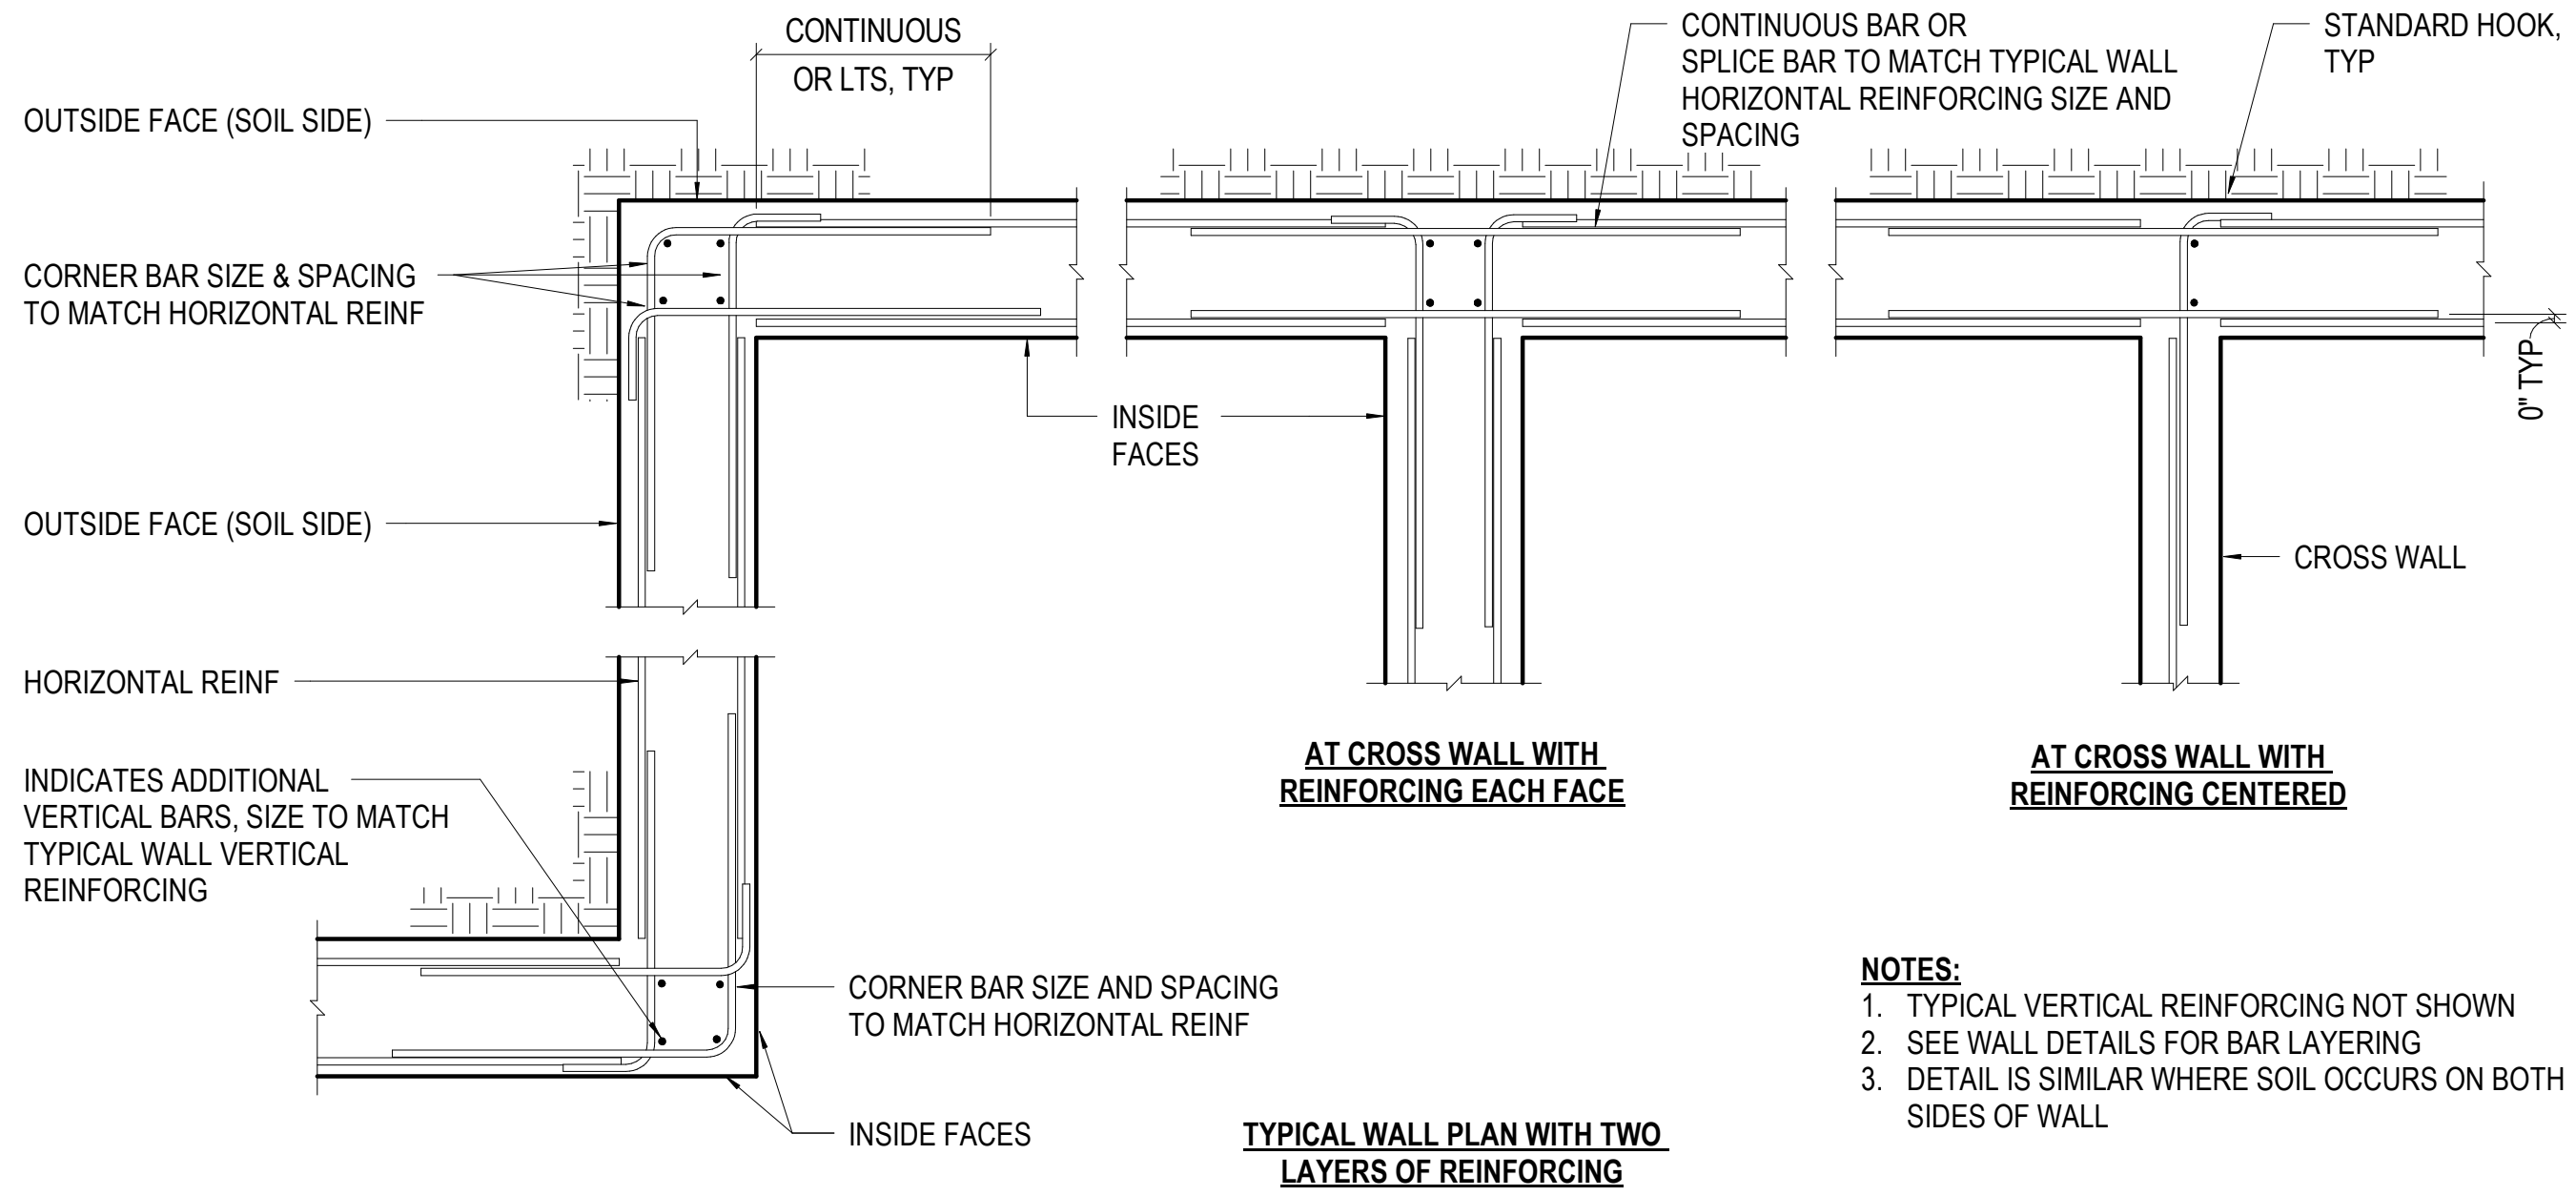 CONTINUOUS
OR LTS, TYP
CONTINUOUS BAR OR
SPLICE BAR TO MATCH TYPICAL WALL
HORIZONTAL REINFORCING SIZE AND
SPACING
STANDARD HOOK,
TYP
OUTSIDE FACE (SOIL SIDE)
CORNER BAR SIZE & SPACING
TO MATCH HORIZONTAL REINF
0" TYP
INSIDE
FACES
OUTSIDE FACE (SOIL SIDE)
CROSS WALL
HORIZONTAL REINF
AT CROSS WALL WITH
REINFORCING EACH FACE
AT CROSS WALL WITH
REINFORCING CENTERED
INDICATES ADDITIONAL
VERTICAL BARS, SIZE TO MATCH
TYPICAL WALL VERTICAL
REINFORCING
CORNER BAR SIZE AND SPACING
TO MATCH HORIZONTAL REINF
INSIDE FACES
NOTES:
1. TYPICAL VERTICAL REINFORCING NOT SHOWN
2. SEE WALL DETAILS FOR BAR LAYERING
3. DETAIL IS SIMILAR WHERE SOIL OCCURS ON BOTH
SIDES OF WALL
TYPICAL WALL PLAN WITH TWO
LAYERS OF REINFORCING